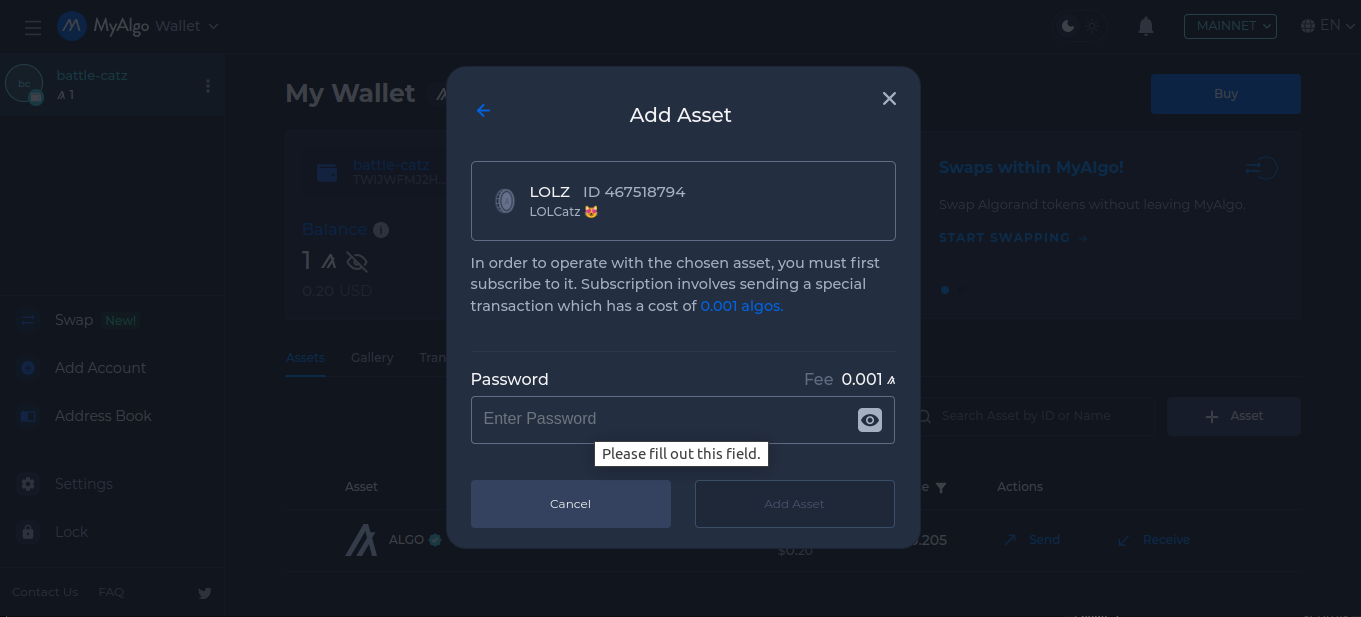 MyAlgo Wallet
MAINNET
EN
bc
battle-catz
1
My Wallet
Buy
Add Asset
battle-catz
TWIJWFMJ2H...
LOLZ ID 467518794
LOLCatz 😻
Swaps within MyAlgo!
Swap Algorand tokens without leaving MyAlgo.
START SWAPPING →
Balance
1
0.20 USD
In order to operate with the chosen asset, you must first
subscribe to it. Subscription involves sending a special
transaction which has a cost of 0.001 algos.
Swap New!
Add Account
Address Book
Settings
Lock
Contact Us FAQ
Assets Gallery Tran
Password Fee 0.001
Enter Password
Please fill out this field.
Cancel Add Asset
Search Asset by ID or Name
+ Asset
Asset Actions
ALGO
$0.20
.205
Send Receive